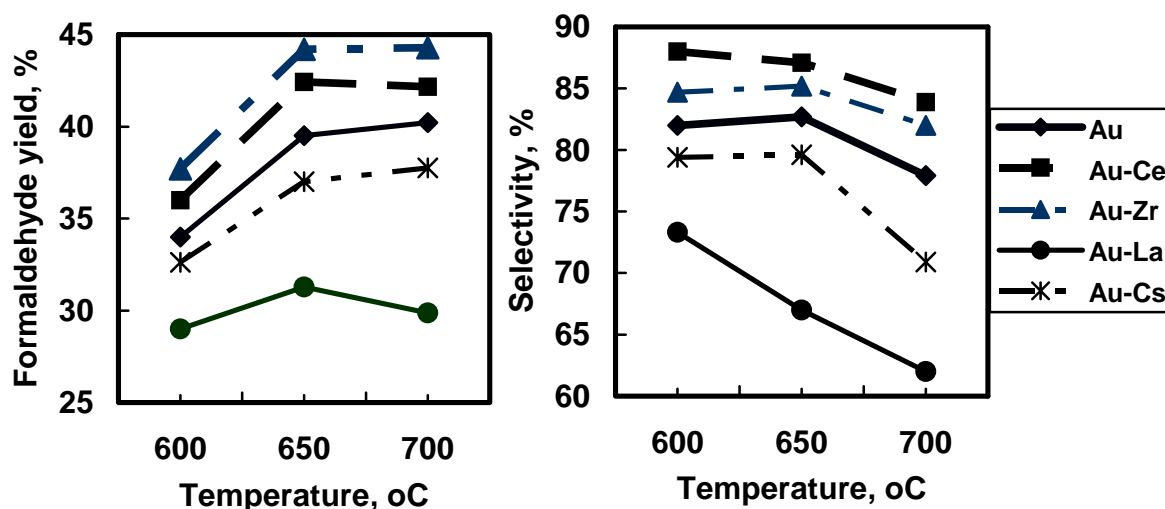 Formaldehyde yield, %
45
40
35
30
25
600 650 700
Temperature, oC
Selectivity, %
90
85
80
75
70
65
60
600 650 700
Temperature, oC
Au
Au-Ce
Au-Zr
Au-La
Au-Cs